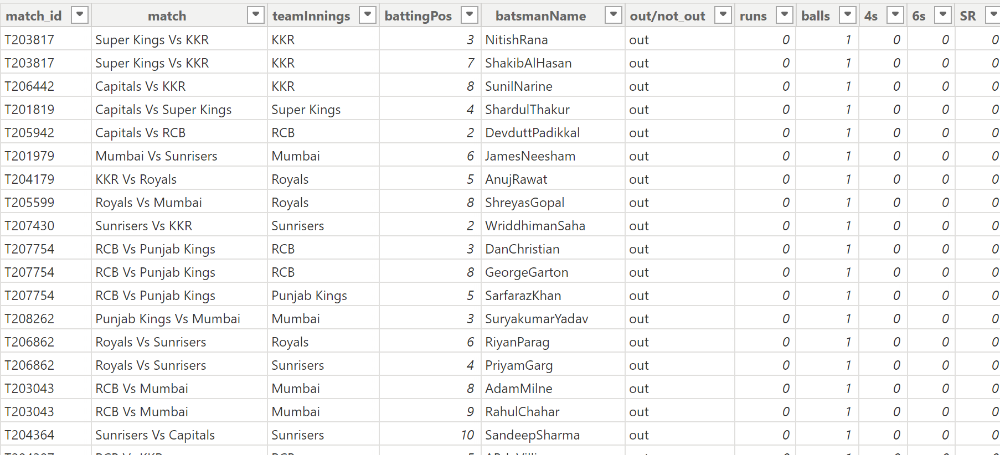 match_id match teamInnings battingPos batsmanName out/not_out runs balls 4s 6s SR
T203817 Super Kings Vs KKR KKR 3 NitishRana out 0 1 0 0 0
T203817 Super Kings Vs KKR KKR 7 ShakibAlHasan out 0 1 0 0 0
T206442 Capitals Vs KKR KKR 8 SunilNarine out 0 1 0 0 0
T201819 Capitals Vs Super Kings Super Kings 4 ShardulThakur out 0 1 0 0 0
T205942 Capitals Vs RCB RCB 2 DevduttPadikkal out 0 1 0 0 0
T201979 Mumbai Vs Sunrisers Mumbai 6 JamesNeesham out 0 1 0 0 0
T204179 KKR Vs Royals Royals 5 AnujRawat out 0 1 0 0 0
T205599 Royals Vs Mumbai Royals 8 ShreyasGopal out 0 1 0 0 0
T207430 Sunrisers Vs KKR Sunrisers 2 WriddhimanSaha out 0 1 0 0 0
T207754 RCB Vs Punjab Kings RCB 3 DanChristian out 0 1 0 0 0
T207754 RCB Vs Punjab Kings RCB 8 GeorgeGarton out 0 1 0 0 0
T207754 RCB Vs Punjab Kings Punjab Kings 5 SarfarazKhan out 0 1 0 0 0
T208262 Punjab Kings Vs Mumbai Mumbai 3 SuryakumarYadav out 0 1 0 0 0
T206862 Royals Vs Sunrisers Royals 6 RiyanParag out 0 1 0 0 0
T206862 Royals Vs Sunrisers Sunrisers 4 PriyamGarg out 0 1 0 0 0
T203043 RCB Vs Mumbai Mumbai 8 AdamMilne out 0 1 0 0 0
T203043 RCB Vs Mumbai Mumbai 9 RahulChahar out 0 1 0 0 0
T204364 Sunrisers Vs Capitals Sunrisers 10 SandeepSharma out 0 1 0 0 0